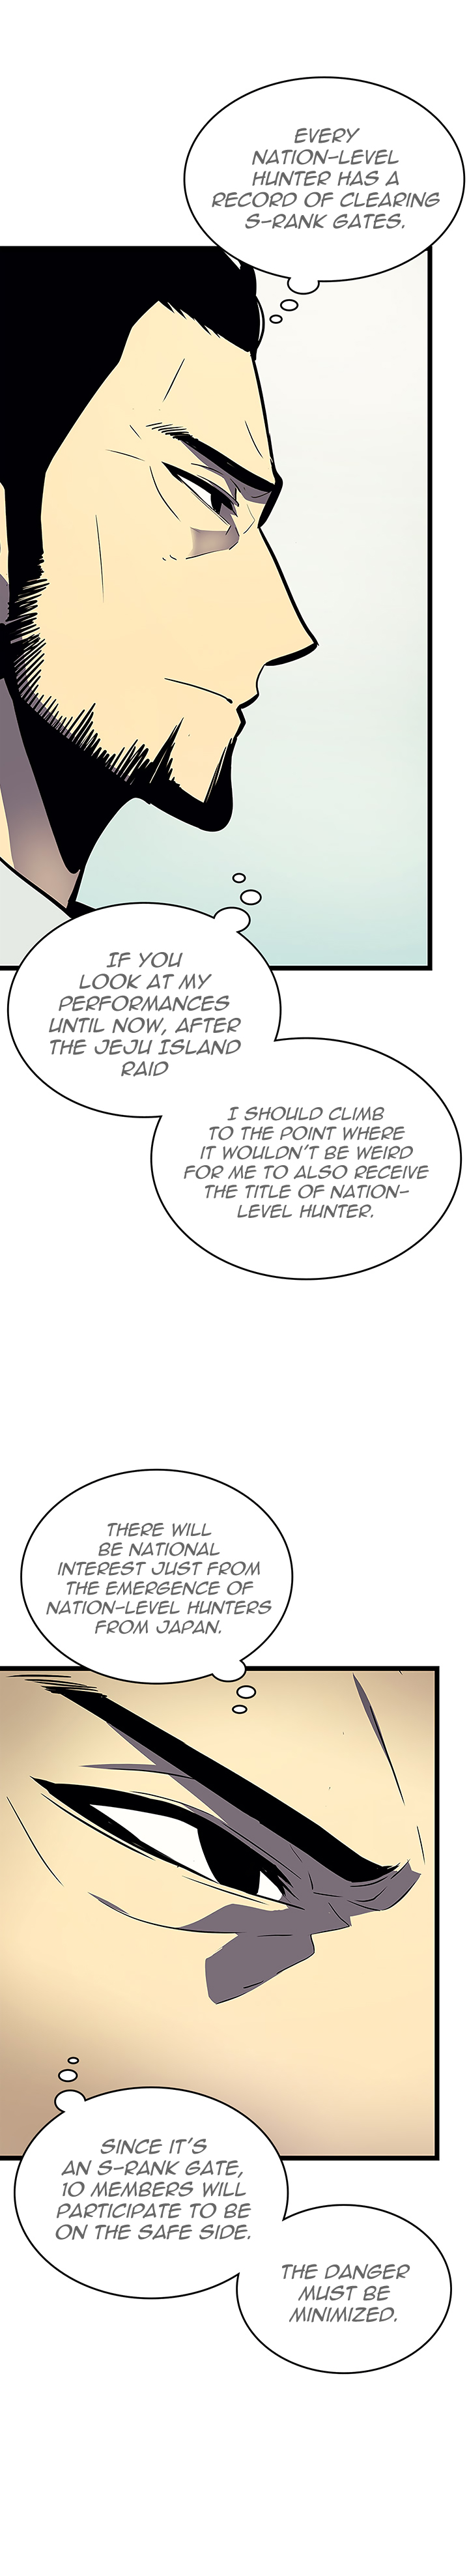 EVERY
NATION-LEVEL
HUNTER HAS A
RECORD OF CLEARING
S-RANK GATES.
IF YOU
LOOK AT MY
PERFORMANCES
UNTIL NOW, AFTER
THE JEJU ISLAND
RAID
I SHOULD CLIMB
TO THE POINT WHERE
IT WOULDN'T BE WEIRD
FOR ME TO ALSO RECEIVE
THE TITLE OF NATION-
LEVEL HUNTER.
THERE WILL
BE NATIONAL
INTEREST JUST FROM
THE EMERGENCE OF
NATION-LEVEL HUNTERS
FROM JAPAN.
SINCE IT'S
AN S-RANK GATE,
10 MEMBERS WILL
PARTICIPATE TO BE
ON THE SAFE SIDE.
THE DANGER
MUST BE
MINIMIZED.